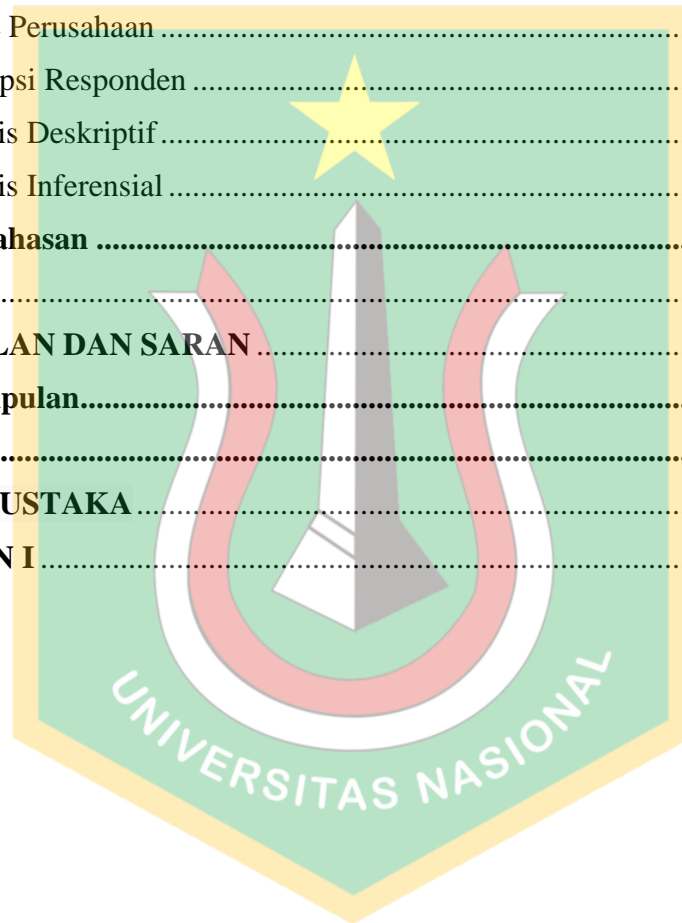 Perusahaan ........................................................................
psi Responden ...................................................................
is Deskriptif .......................................................................
is Inferensial ......................................................................
ahasan ................................................................................
..............................................................................................
LAN DAN SARAN ..........................................................
pulan...................................................................................
..............................................................................................
USTAKA .............................................................................
N I ........................................................................................
UNIVERSITAS NASIONAL